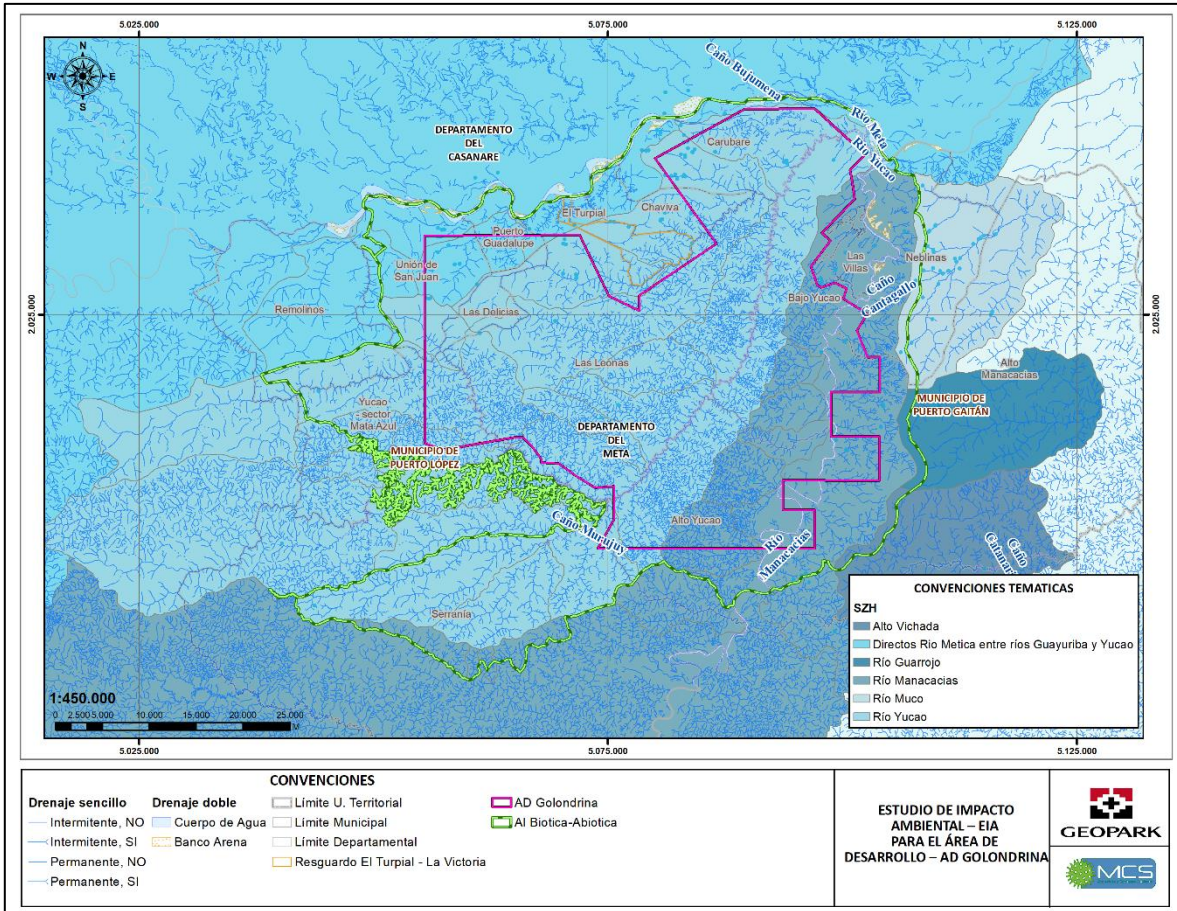 5.025.000
5.075.000
5.125.000
N
W
E
S
Caño Bujumena
DEPARTAMENTO
DEL
CASANARE
Río Meta
Río Yucao
Carubare
Chaviva
El Turpial
Puerto
Guadalupe
Unión de
San Juan
Las
Villas
Neblinas
Bajo Yucao
Caño
Cantagallo
2.025.000
2.025.000
Remolinos
Las Delicias
Las Leonas
Alto
Manacacias
Yucao
- sector
Mata Azul
MUNICIPIO DE
PUERTO GAITÁN
DEPARTAMENTO
DEL
META
MUNICIPIO DE
PUERTO LÓPEZ
Alto Yucao
Caño Murujuy
Río
Manacacias
Caño
Serranía
CONVENCIONES TEMATICAS
SZH
Alto Vichada
Directos Rio Metica entre ríos Guayuriba y Yucao
Río Guarrojo
Río Manacacias
Río Muco
Río Yucao
1:450.000
0 2.500 5.000 10.000 15.000 20.000 25.000
M
5.025.000
5.075.000
5.125.000
CONVENCIONES
Drenaje sencillo
Intermitente, NO
Intermitente, SI
Permanente, NO
Permanente, SI
Drenaje doble
Cuerpo de Agua
Banco Arena
Límite U. Territorial
Límite Municipal
Límite Departamental
Resguardo El Turpial - La Victoria
AD Golondrina
AI Biotica-Abiotica
ESTUDIO DE IMPACTO
AMBIENTAL – EIA
PARA EL ÁREA DE
DESARROLLO – AD GOLONDRINA
GEOPARK
MCS